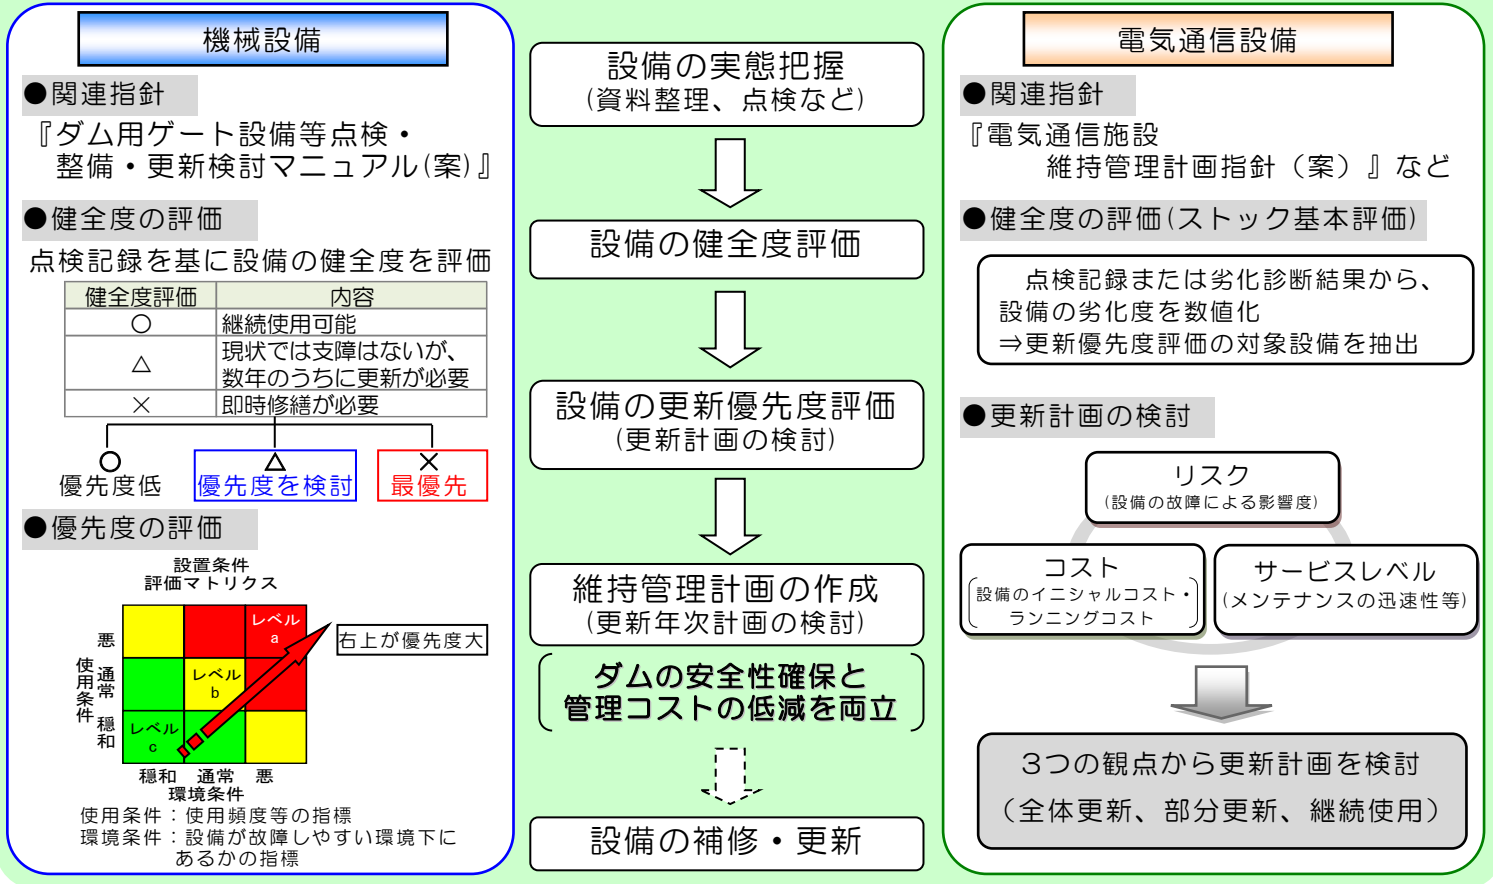 機械設備
●関連指針
『ダム用ゲート設備等点検・
整備・更新検討マニュアル(案)』
●健全度の評価
点検記録を基に設備の健全度を評価
健全度評価 内容
○ 継続使用可能
△ 現状では支障はないが、
数年のうちに更新が必要
× 即時修繕が必要
○ △ ×
優先度低 優先度を検討 最優先
●優先度の評価
設置条件
評価マトリクス
レベル
a
右上が優先度大
レベル
b
レベル
c
使用条件
悪
通常
穏和
穏和 通常 悪
環境条件
使用条件：使用頻度等の指標
環境条件：設備が故障しやすい環境下に
あるかの指標
設備の実態把握
(資料整理、点検など)
設備の健全度評価
設備の更新優先度評価
(更新計画の検討)
維持管理計画の作成
(更新年次計画の検討)
ダムの安全性確保と
管理コストの低減を両立
設備の補修・更新
電気通信設備
●関連指針
『電気通信施設
維持管理計画指針（案）』など
●健全度の評価(ストック基本評価)
点検記録または劣化診断結果から、
設備の劣化度を数値化
⇒更新優先度評価の対象設備を抽出
●更新計画の検討
リスク
(設備の故障による影響度)
コスト
設備のイニシャルコスト・
ランニングコスト
サービスレベル
(メンテナンスの迅速性等)
3つの観点から更新計画を検討
（全体更新、部分更新、継続使用）